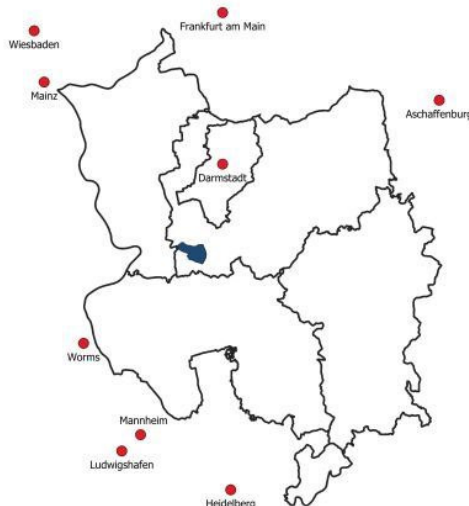 Frankfurt am Main
Wiesbaden
Mainz
Aschaffenburg
Darmstadt
Worms
Mannheim
Ludwigshafen
Heidelberg